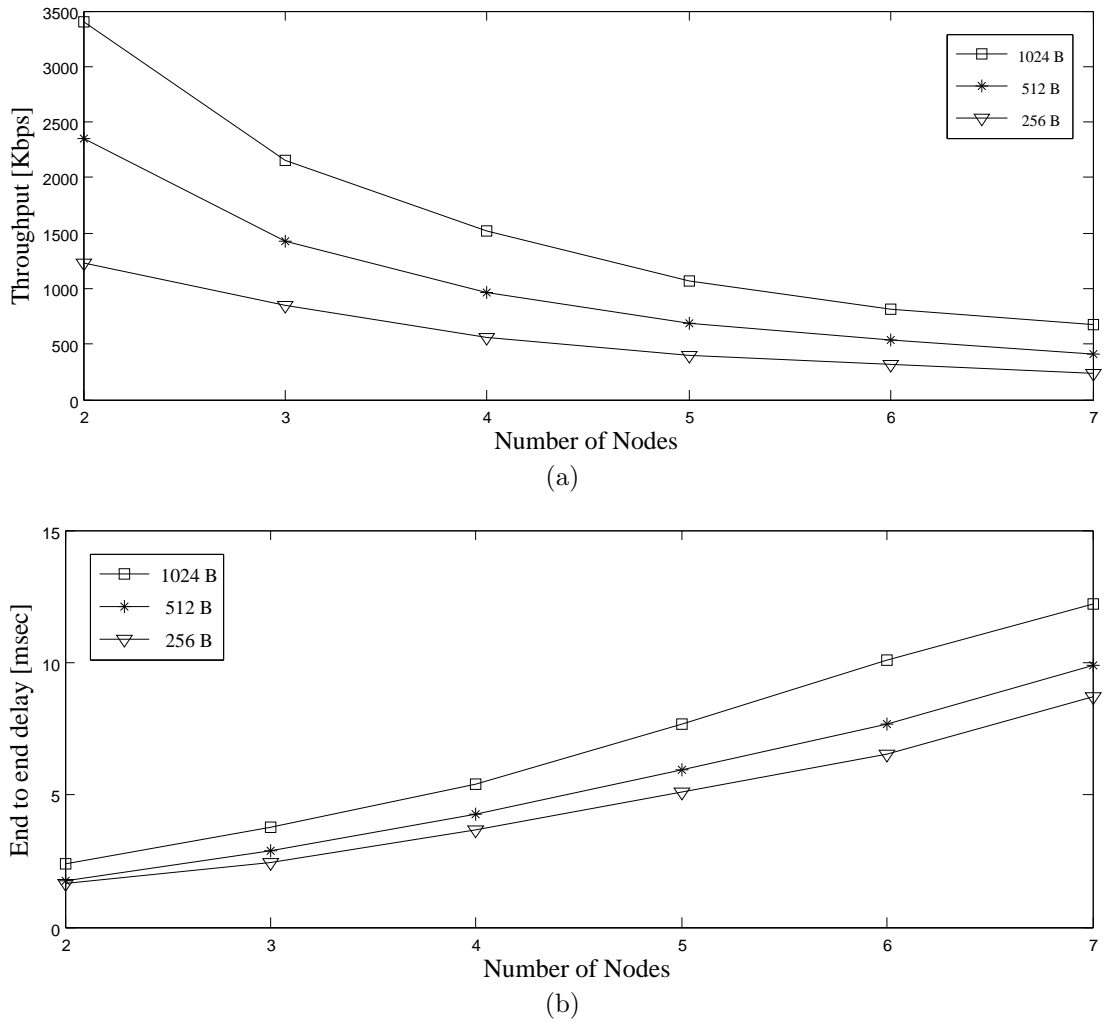 3500
3000
2500
2000
1500
1000
500
0
Throughput [Kbps]
1024 B
512 B
256 B
2 3 4 5 6 7
Number of Nodes
(a)
15
10
5
0
End to end delay [msec]
1024 B
512 B
256 B
2 3 4 5 6 7
Number of Nodes
(b)